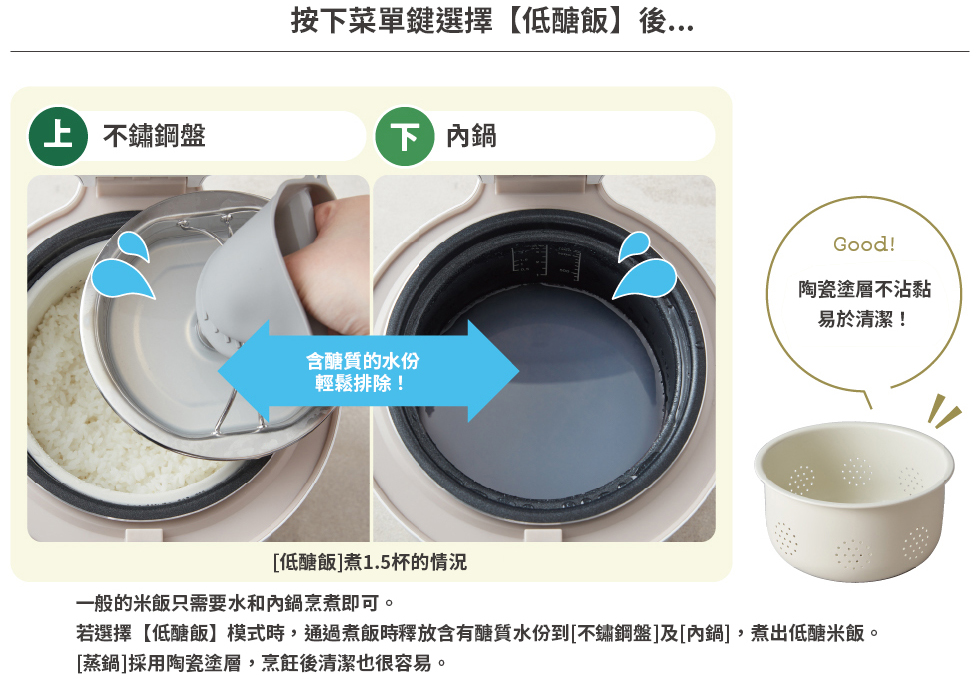 按下菜單鍵選擇【低醣飯】後...
上 不鏽鋼盤
下 內鍋
含醣質的水份
輕鬆排除！
Good!
陶瓷塗層不沾黏
易於清潔！
[低醣飯]煮1.5杯的情況
一般的米飯只需要水和內鍋烹煮即可。
若選擇【低醣飯】模式時，通過煮飯時釋放含有醣質水份到[不鏽鋼盤]及[內鍋]，煮出低醣米飯。
[蒸鍋]採用陶瓷塗層，烹飪後清潔也很容易。